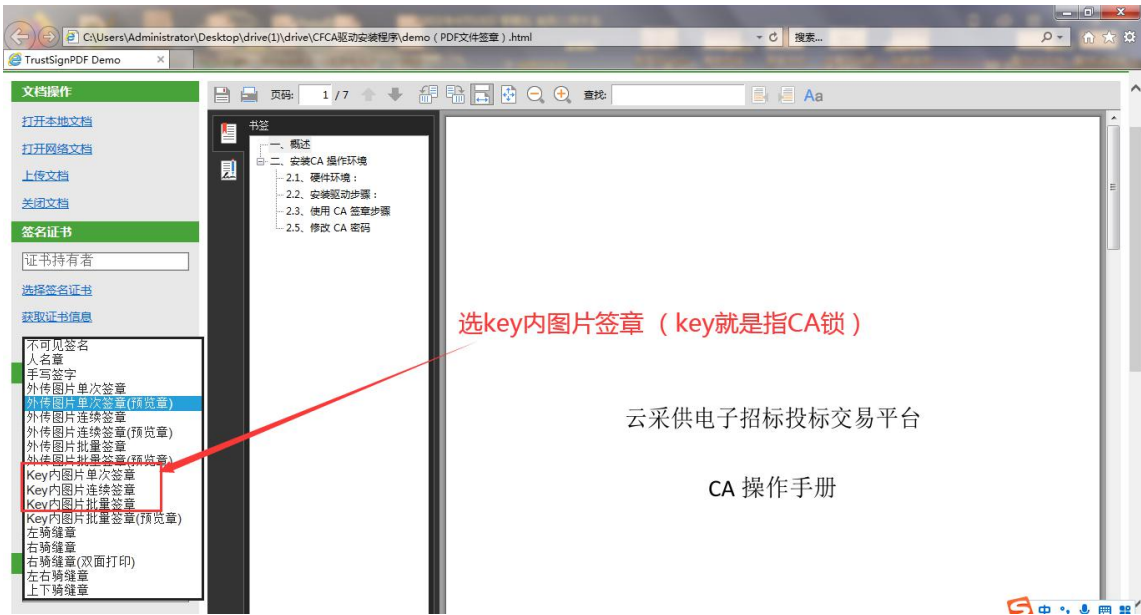 C:\Users\Administrator\Desktop\drive(1)\drive\CFCA驱动安装程序\demo（PDF文件签章）.html
搜索...
TrustSignPDF Demo
文档操作
页码: 1 / 7
查找:
Aa
打开本地文档
打开网络文档
上传文档
关闭文档
签名证书
证书持有者
选择签名证书
获取证书信息
不可见签名
人名章
手写签字
外传图片单次签章
外传图片单次签章(预览章)
外传图片连续签章
外传图片连续签章(预览章)
外传图片批量签章
外传图片批量签章(预览章)
Key内图片单次签章
Key内图片连续签章
Key内图片批量签章
Key内图片批量签章(预览章)
左骑缝章
右骑缝章
右骑缝章(双面打印)
左右骑缝章
上下骑缝章
书签
一、概述
二、安装CA 操作环境
2.1、硬件环境：
2.2、安装驱动步骤：
2.3、使用 CA 签章步骤
2.5、修改 CA 密码
选key内图片签章（key就是指CA锁）
云采供电子招标投标交易平台
CA 操作手册
中